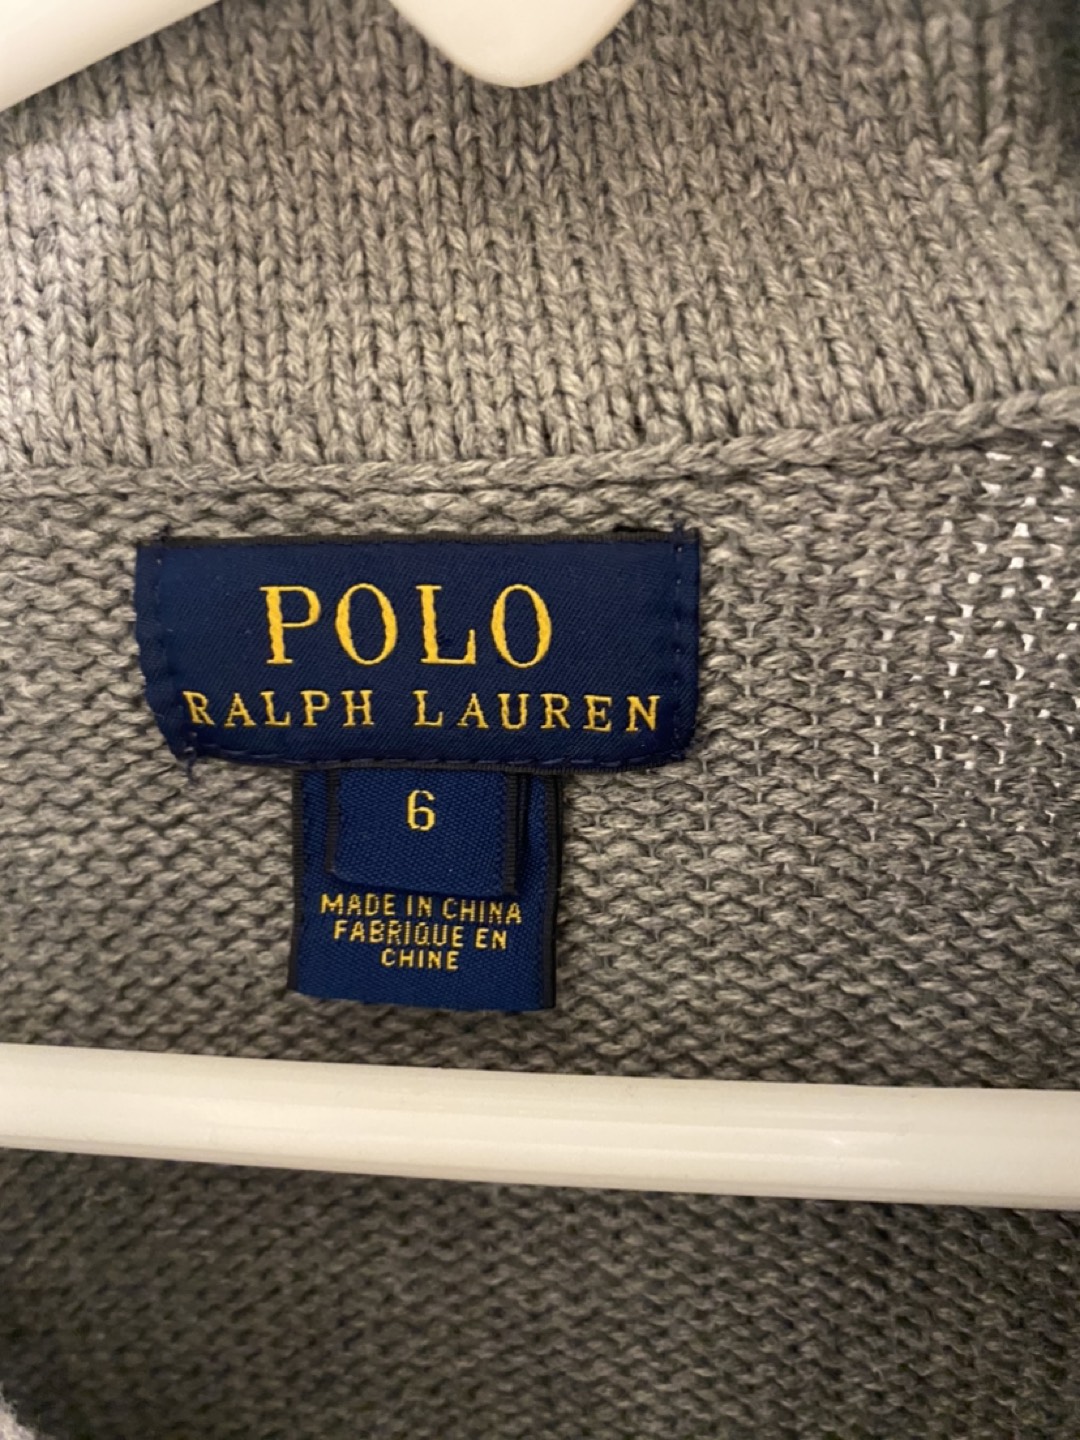 POLO
RALPH LAUREN
6
MADE IN CHINA
FABRIQUE EN
CHINE